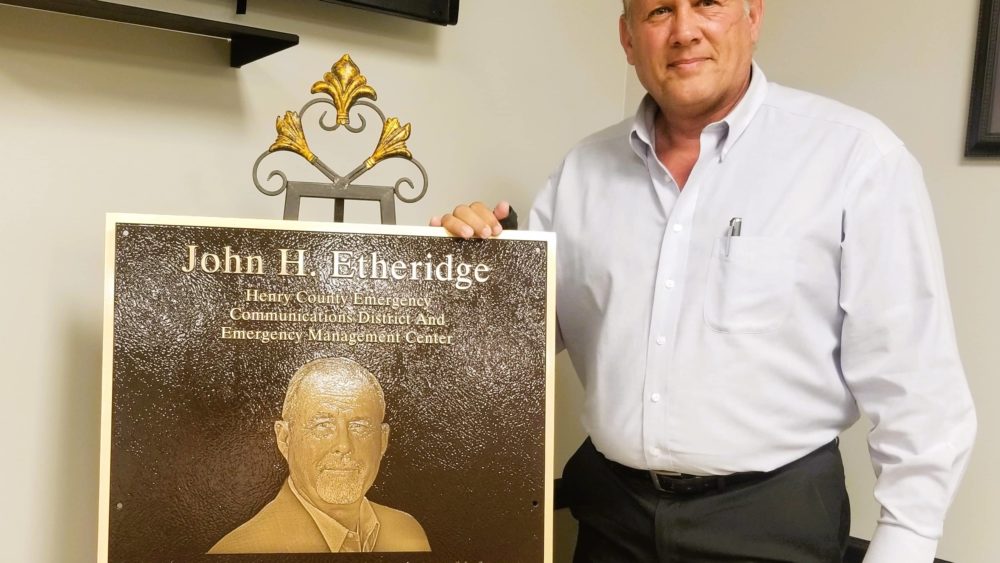 John H. Etheridge
Henry County Emergency
Communications District And
Emergency Management Center